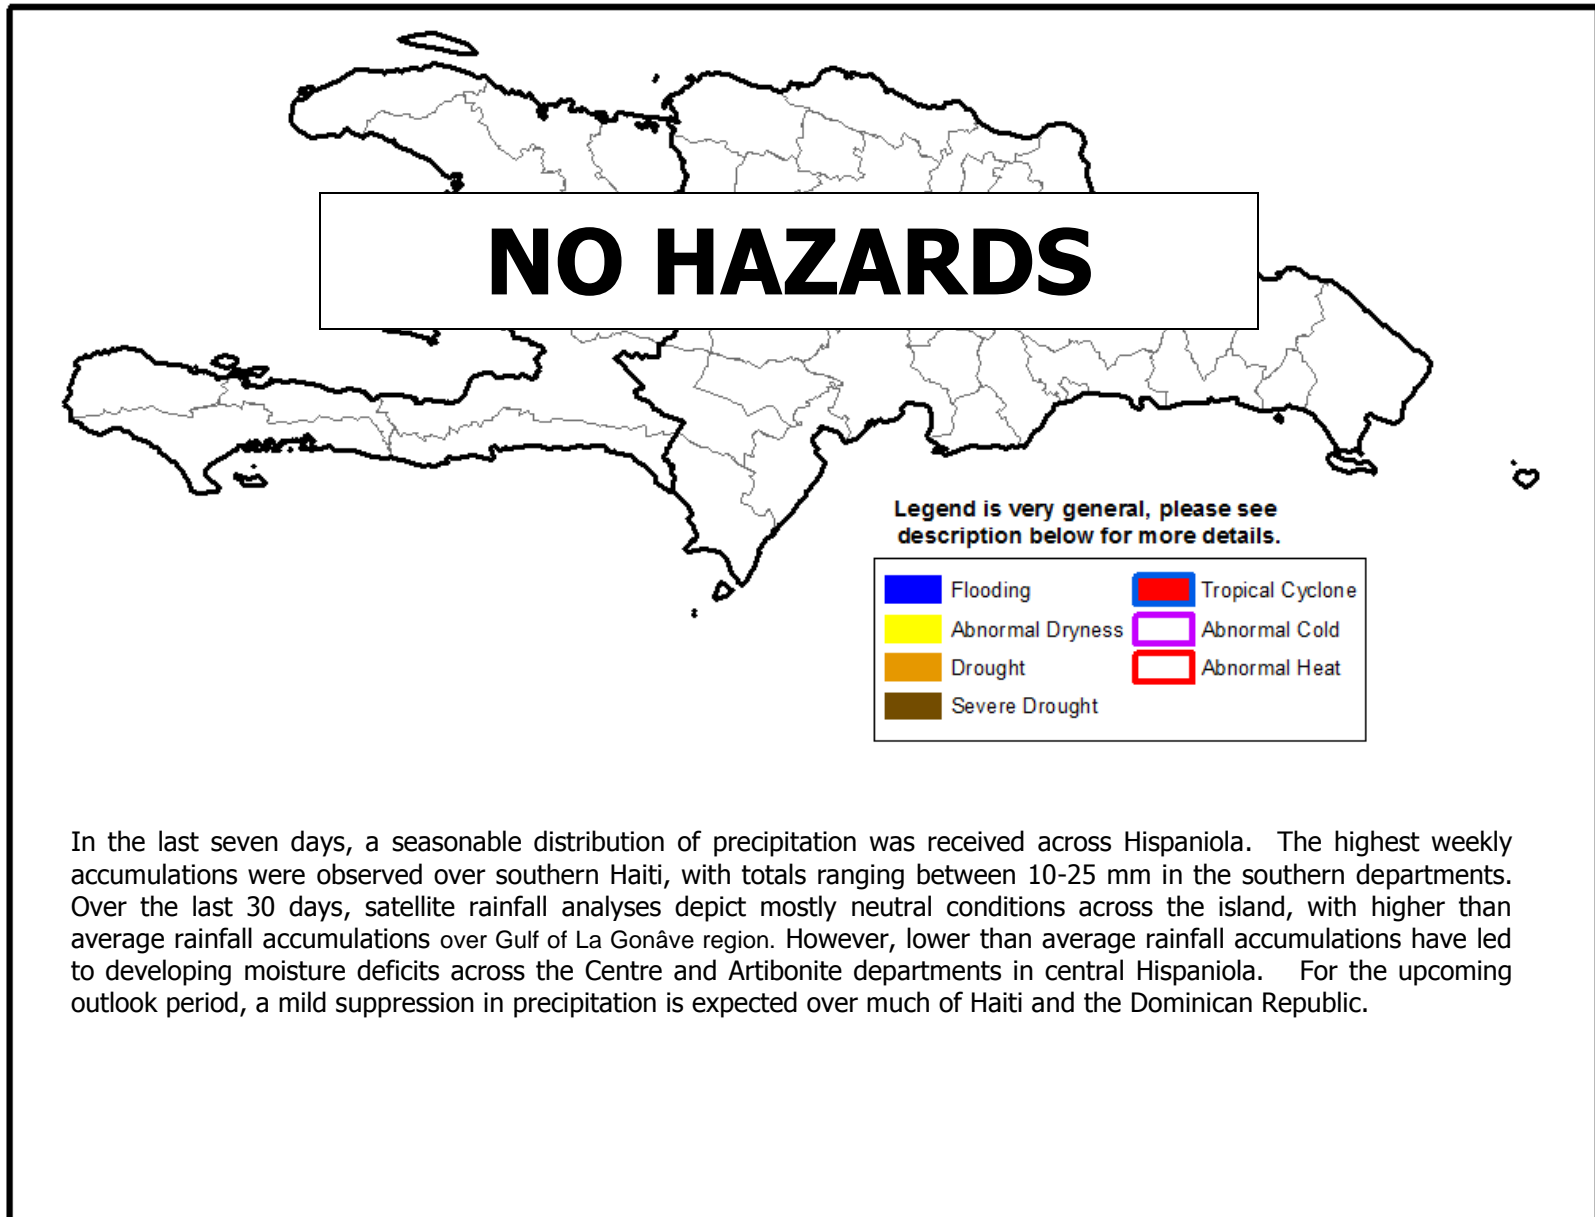 NO HAZARDS
Legend is very general, please see
description below for more details.
Flooding
Tropical Cyclone
Abnormal Dryness
Abnormal Cold
Drought
Abnormal Heat
Severe Drought
In the last seven days, a seasonable distribution of precipitation was received across Hispaniola. The highest weekly
accumulations were observed over southern Haiti, with totals ranging between 10-25 mm in the southern departments.
Over the last 30 days, satellite rainfall analyses depict mostly neutral conditions across the island, with higher than
average rainfall accumulations over Gulf of La Gonâve region. However, lower than average rainfall accumulations have led
to developing moisture deficits across the Centre and Artibonite departments in central Hispaniola. For the upcoming
outlook period, a mild suppression in precipitation is expected over much of Haiti and the Dominican Republic.